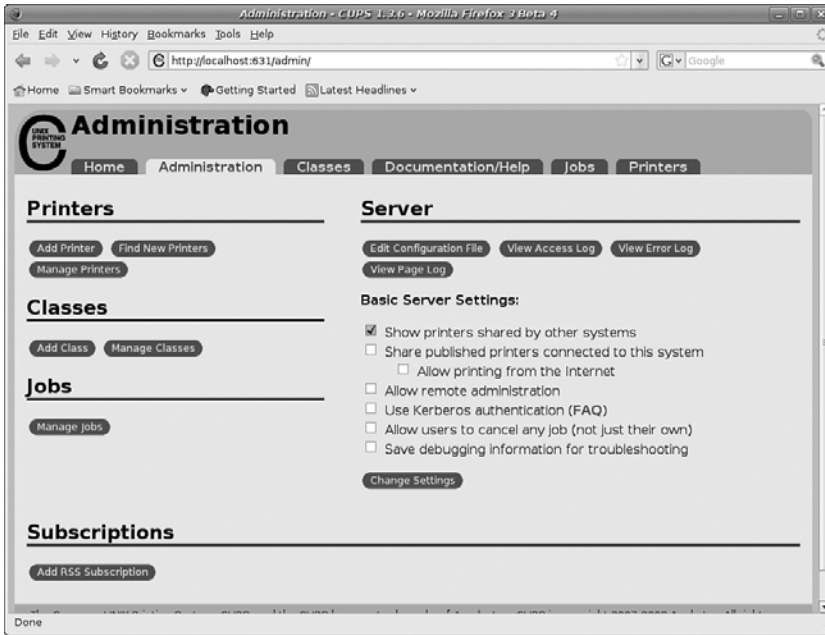 Administration - CUPS 1.3.6 - Mozilla Firefox 3 Beta 4
File Edit View History Bookmarks Tools Help
http://localhost:631/admin/
Google
Home Smart Bookmarks Getting Started Latest Headlines
UNIX
PRINTING
SYSTEM
Administration
Home Administration Classes Documentation/Help Jobs Printers
Printers
Add Printer Find New Printers
Manage Printers
Classes
Add Class Manage Classes
Jobs
Manage Jobs
Server
Edit Configuration File View Access Log View Error Log
View Page Log
Basic Server Settings:
Show printers shared by other systems
Share published printers connected to this system
Allow printing from the Internet
Allow remote administration
Use Kerberos authentication (FAQ)
Allow users to cancel any job (not just their own)
Save debugging information for troubleshooting
Change Settings
Subscriptions
Add RSS Subscription
Done